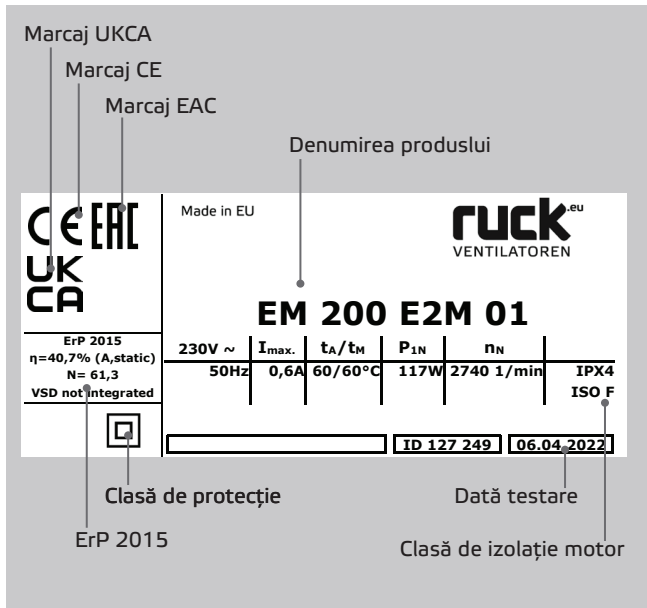 Marcaj UKCA
Marcaj CE
Marcaj EAC
Denumirea produslui
CE EAC
UK
CA
Made in EU
ruck.eu
VENTILATOREN
EM 200 E2M 01
ErP 2015
η=40,7% (A,static)
N= 61,3
VSD not integrated
230V ~ Imax. tA/tM P1N nN
50Hz 0,6A 60/60°C 117W 2740 1/min IPX4
ISO F
ID 127 249 06.04.2022
Clasă de protecție Dată testare
ErP 2015 Clasă de izolație motor